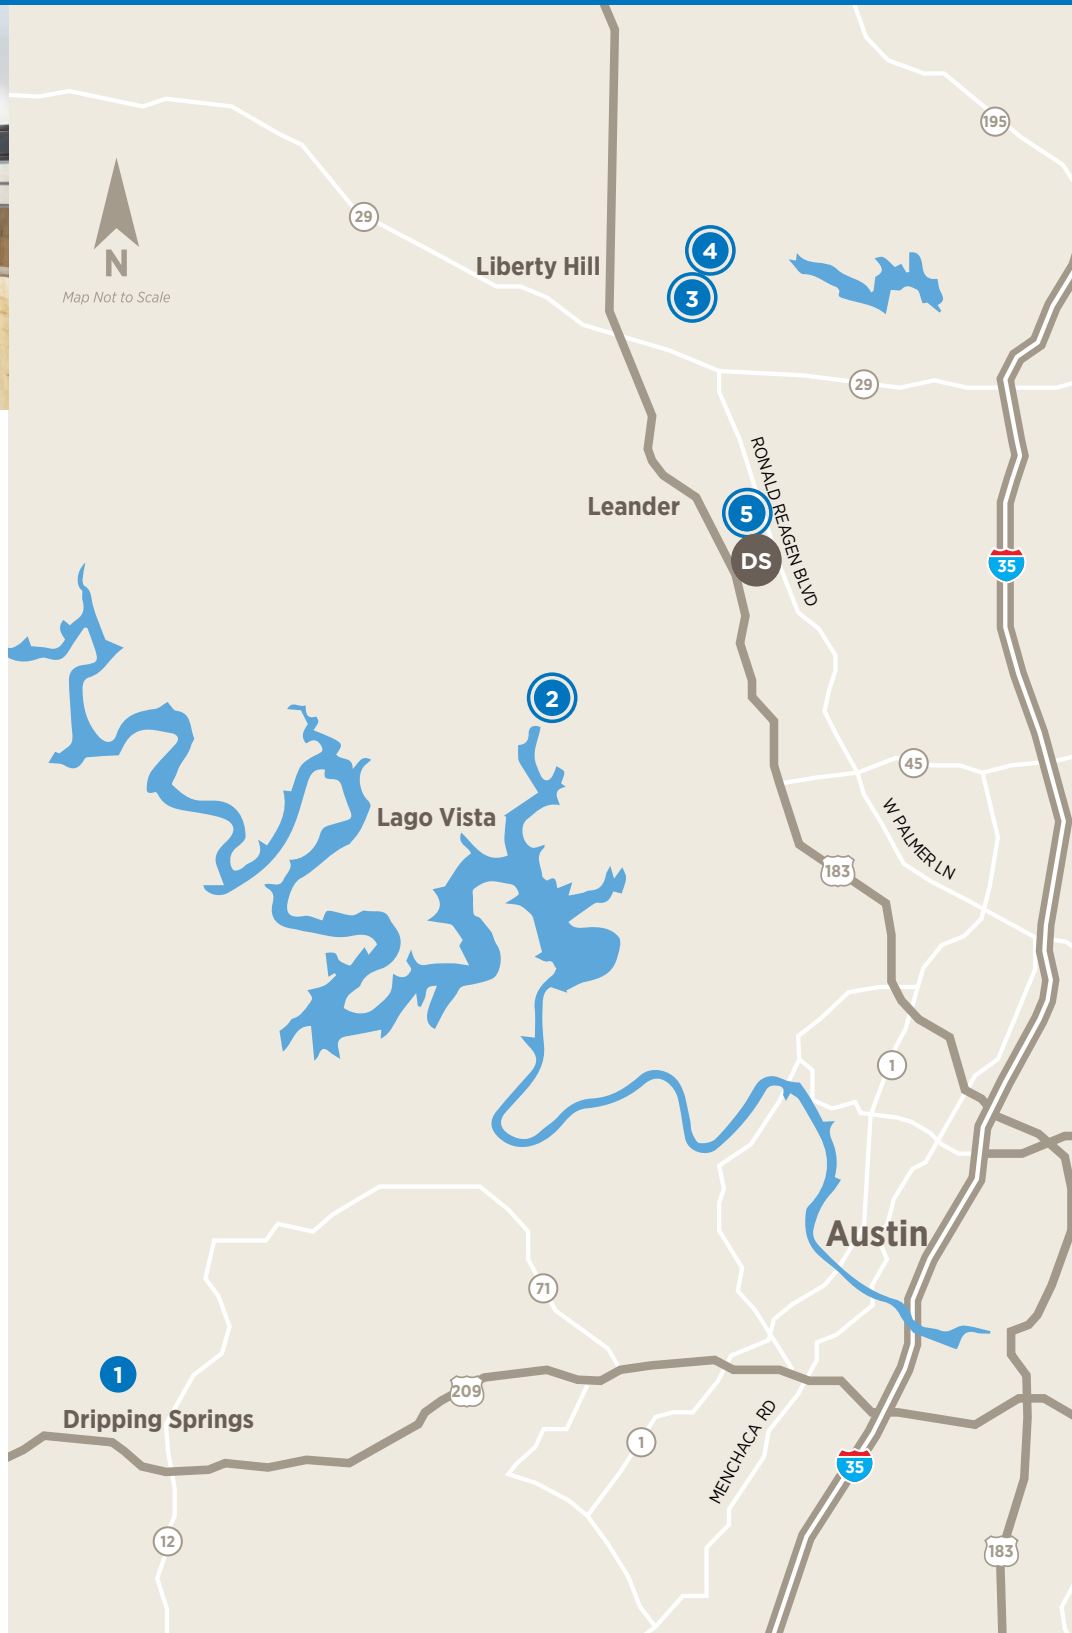 195
29
N
Map Not to Scale
Liberty Hill
4
3
29
RONALD REAGEN BLVD
Leander
5
DS
35
2
45
Lago Vista
W PALMER LN
183
1
Austin
71
1
Dripping Springs
209
1
MENCHACA RD
35
12
183